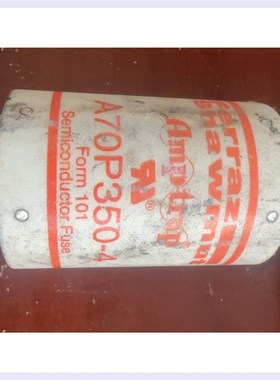 Ferraz
Shawmut
Amp-trap
A70P350-4
Form 101
Semiconductor Fuse